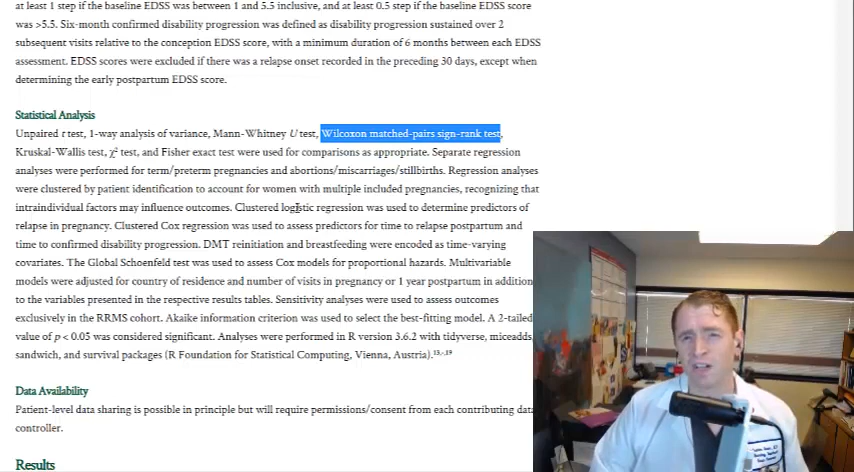 at least 1 step if the baseline EDSS was between 1 and 5.5 inclusive, and at least 0.5 step if the baseline EDSS score
was >5.5. Six-month confirmed disability progression was defined as disability progression sustained over 2
subsequent visits relative to the conception EDSS score, with a minimum duration of 6 months between each EDSS
assessment. EDSS scores were excluded if there was a relapse onset recorded in the preceding 30 days, except when
determining the early postpartum EDSS score.
Statistical Analysis
Unpaired t test, 1-way analysis of variance, Mann-Whitney U test, Wilcoxon matched-pairs sign-rank test,
Kruskal-Wallis test, χ² test, and Fisher exact test were used for comparisons as appropriate. Separate regression
analyses were performed for term/preterm pregnancies and abortions/miscarriages/stillbirths. Regression analyses
were clustered by patient identification to account for women with multiple included pregnancies, recognizing that
intraindividual factors may influence outcomes. Clustered logistic regression was used to determine predictors of
relapse in pregnancy. Clustered Cox regression was used to assess predictors for time to relapse postpartum and
time to confirmed disability progression. DMT reinitiation and breastfeeding were encoded as time-varying
covariates. The Global Schoenfeld test was used to assess Cox models for proportional hazards. Multivariable
models were adjusted for country of residence and number of visits in pregnancy or 1 year postpartum in addition
to the variables presented in the respective results tables. Sensitivity analyses were used to assess outcomes
exclusively in the RRMS cohort. Akaike information criterion was used to select the best-fitting model. A 2-tailed
value of p < 0.05 was considered significant. Analyses were performed in R version 3.6.2 with tidyverse, miceadds,
sandwich, and survival packages (R Foundation for Statistical Computing, Vienna, Austria).¹³,⁻,¹⁹
Data Availability
Patient-level data sharing is possible in principle but will require permissions/consent from each contributing data
controller.
Results